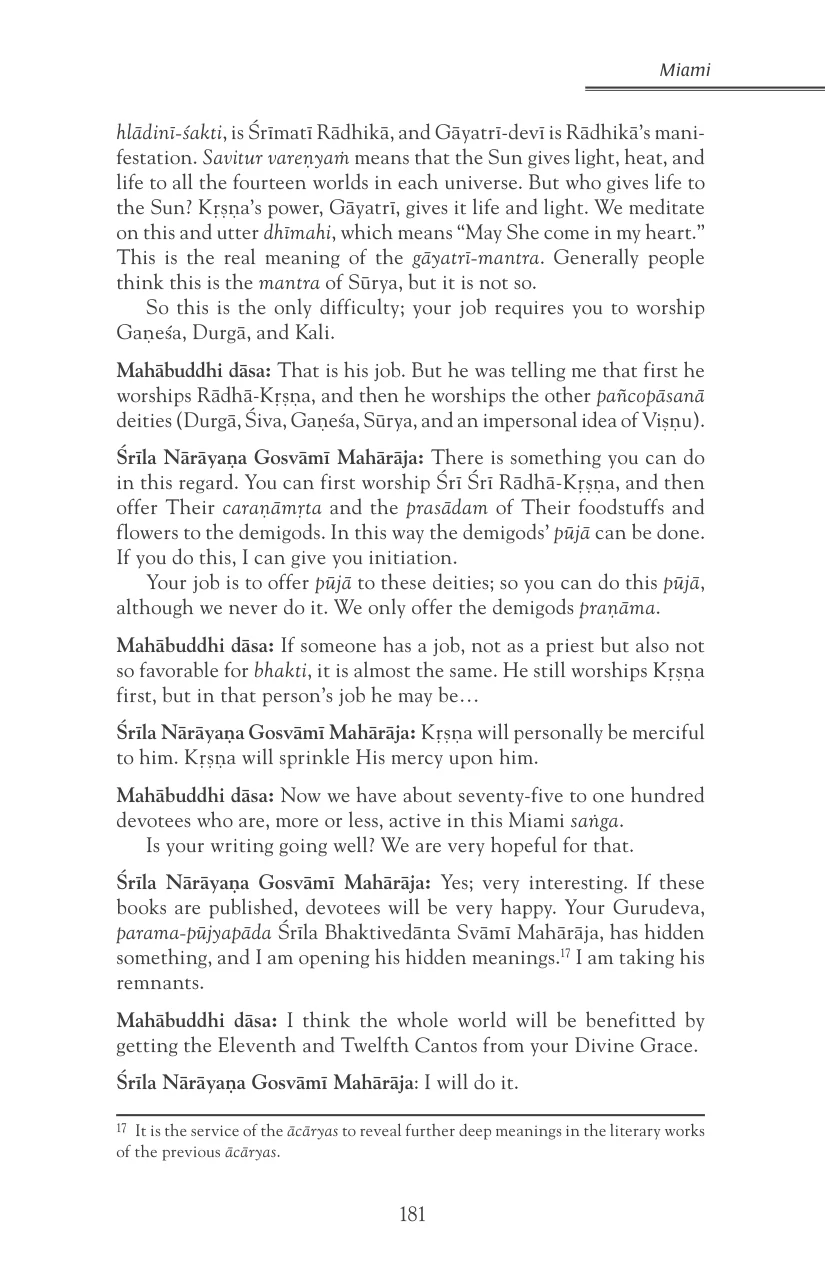 Miami
hlādinī-śakti, is Śrīmatī Rādhikā, and Gāyatrī-devī is Rādhikā’s mani-
festation. Savitur vareṇyaṁ means that the Sun gives light, heat, and
life to all the fourteen worlds in each universe. But who gives life to
the Sun? Kṛṣṇa’s power, Gāyatrī, gives it life and light. We meditate
on this and utter dhīmahi, which means “May She come in my heart.”
This is the real meaning of the gāyatrī-mantra. Generally people
think this is the mantra of Sūrya, but it is not so.
So this is the only difficulty; your job requires you to worship
Gaṇeśa, Durgā, and Kali.
Mahābuddhi dāsa: That is his job. But he was telling me that first he
worships Rādhā-Kṛṣṇa, and then he worships the other pañcopāsanā
deities (Durgā, Śiva, Gaṇeśa, Sūrya, and an impersonal idea of Viṣṇu).
Śrīla Nārāyaṇa Gosvāmī Mahārāja: There is something you can do
in this regard. You can first worship Śrī Śrī Rādhā-Kṛṣṇa, and then
offer Their caraṇāmṛta and the prasādam of Their foodstuffs and
flowers to the demigods. In this way the demigods’ pūjā can be done.
If you do this, I can give you initiation.
Your job is to offer pūjā to these deities; so you can do this pūjā,
although we never do it. We only offer the demigods praṇāma.
Mahābuddhi dāsa: If someone has a job, not as a priest but also not
so favorable for bhakti, it is almost the same. He still worships Kṛṣṇa
first, but in that person’s job he may be…
Śrīla Nārāyaṇa Gosvāmī Mahārāja: Kṛṣṇa will personally be merciful
to him. Kṛṣṇa will sprinkle His mercy upon him.
Mahābuddhi dāsa: Now we have about seventy-five to one hundred
devotees who are, more or less, active in this Miami saṅga.
Is your writing going well? We are very hopeful for that.
Śrīla Nārāyaṇa Gosvāmī Mahārāja: Yes; very interesting. If these
books are published, devotees will be very happy. Your Gurudeva,
parama-pūjyapāda Śrīla Bhaktivedānta Svāmī Mahārāja, has hidden
something, and I am opening his hidden meanings.17 I am taking his
remnants.
Mahābuddhi dāsa: I think the whole world will be benefitted by
getting the Eleventh and Twelfth Cantos from your Divine Grace.
Śrīla Nārāyaṇa Gosvāmī Mahārāja: I will do it.
17 It is the service of the ācāryas to reveal further deep meanings in the literary works
of the previous ācāryas.
181